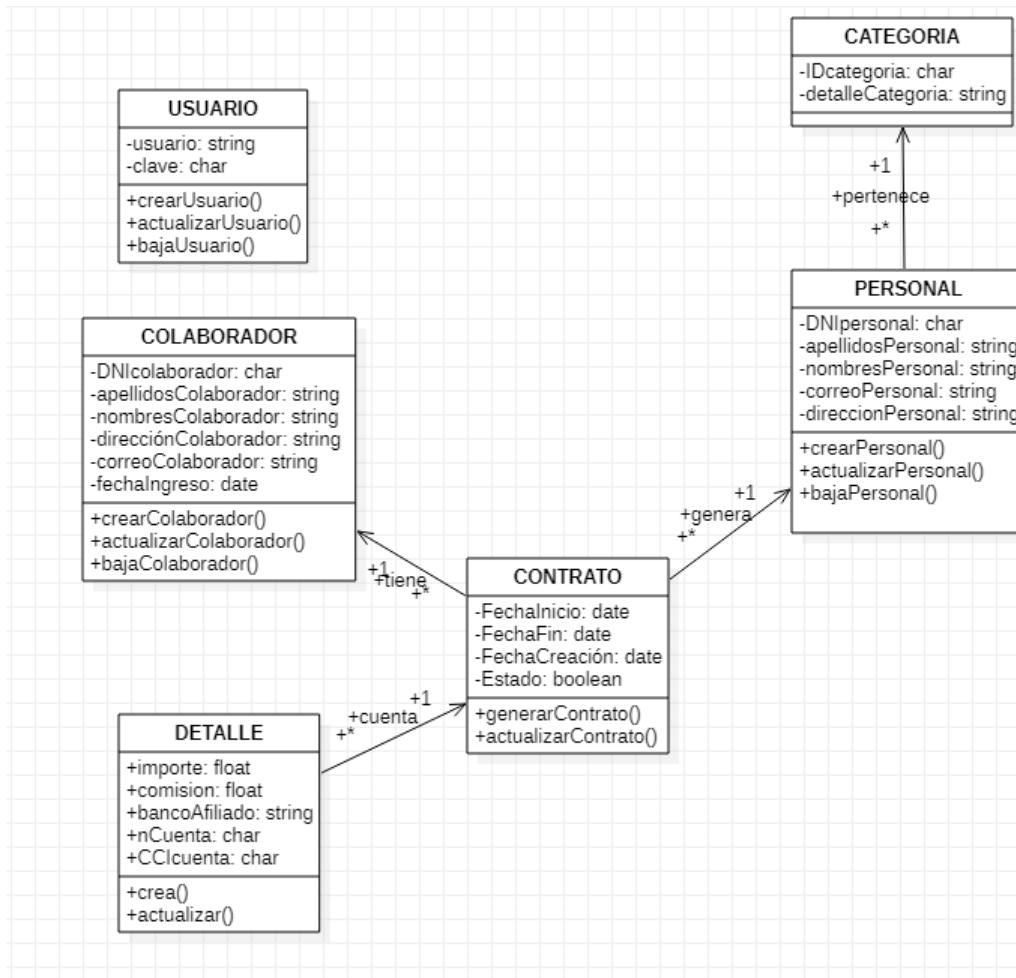 CATEGORIA
-IDcategoria: char
-detalleCategoria: string
USUARIO
-usuario: string
-clave: char
+crearUsuario()
+actualizarUsuario()
+bajaUsuario()
+1
+pertenece
+*
PERSONAL
-DNIpersonal: char
-apellidosPersonal: string
-nombresPersonal: string
-correoPersonal: string
-direccionPersonal: string
+crearPersonal()
+actualizarPersonal()
+bajaPersonal()
COLABORADOR
-DNIcolaborador: char
-apellidosColaborador: string
-nombresColaborador: string
-direcciónColaborador: string
-correoColaborador: string
-fechaIngreso: date
+crearColaborador()
+actualizarColaborador()
+bajaColaborador()
+1
+genera
+*
+1
+tiene
+*
CONTRATO
-FechaInicio: date
-FechaFin: date
-FechaCreación: date
-Estado: boolean
+generarContrato()
+actualizarContrato()
+1
+cuenta
+*
DETALLE
+importe: float
+comision: float
+bancoAfiliado: string
+nCuenta: char
+CCIcuenta: char
+crea()
+actualizar()